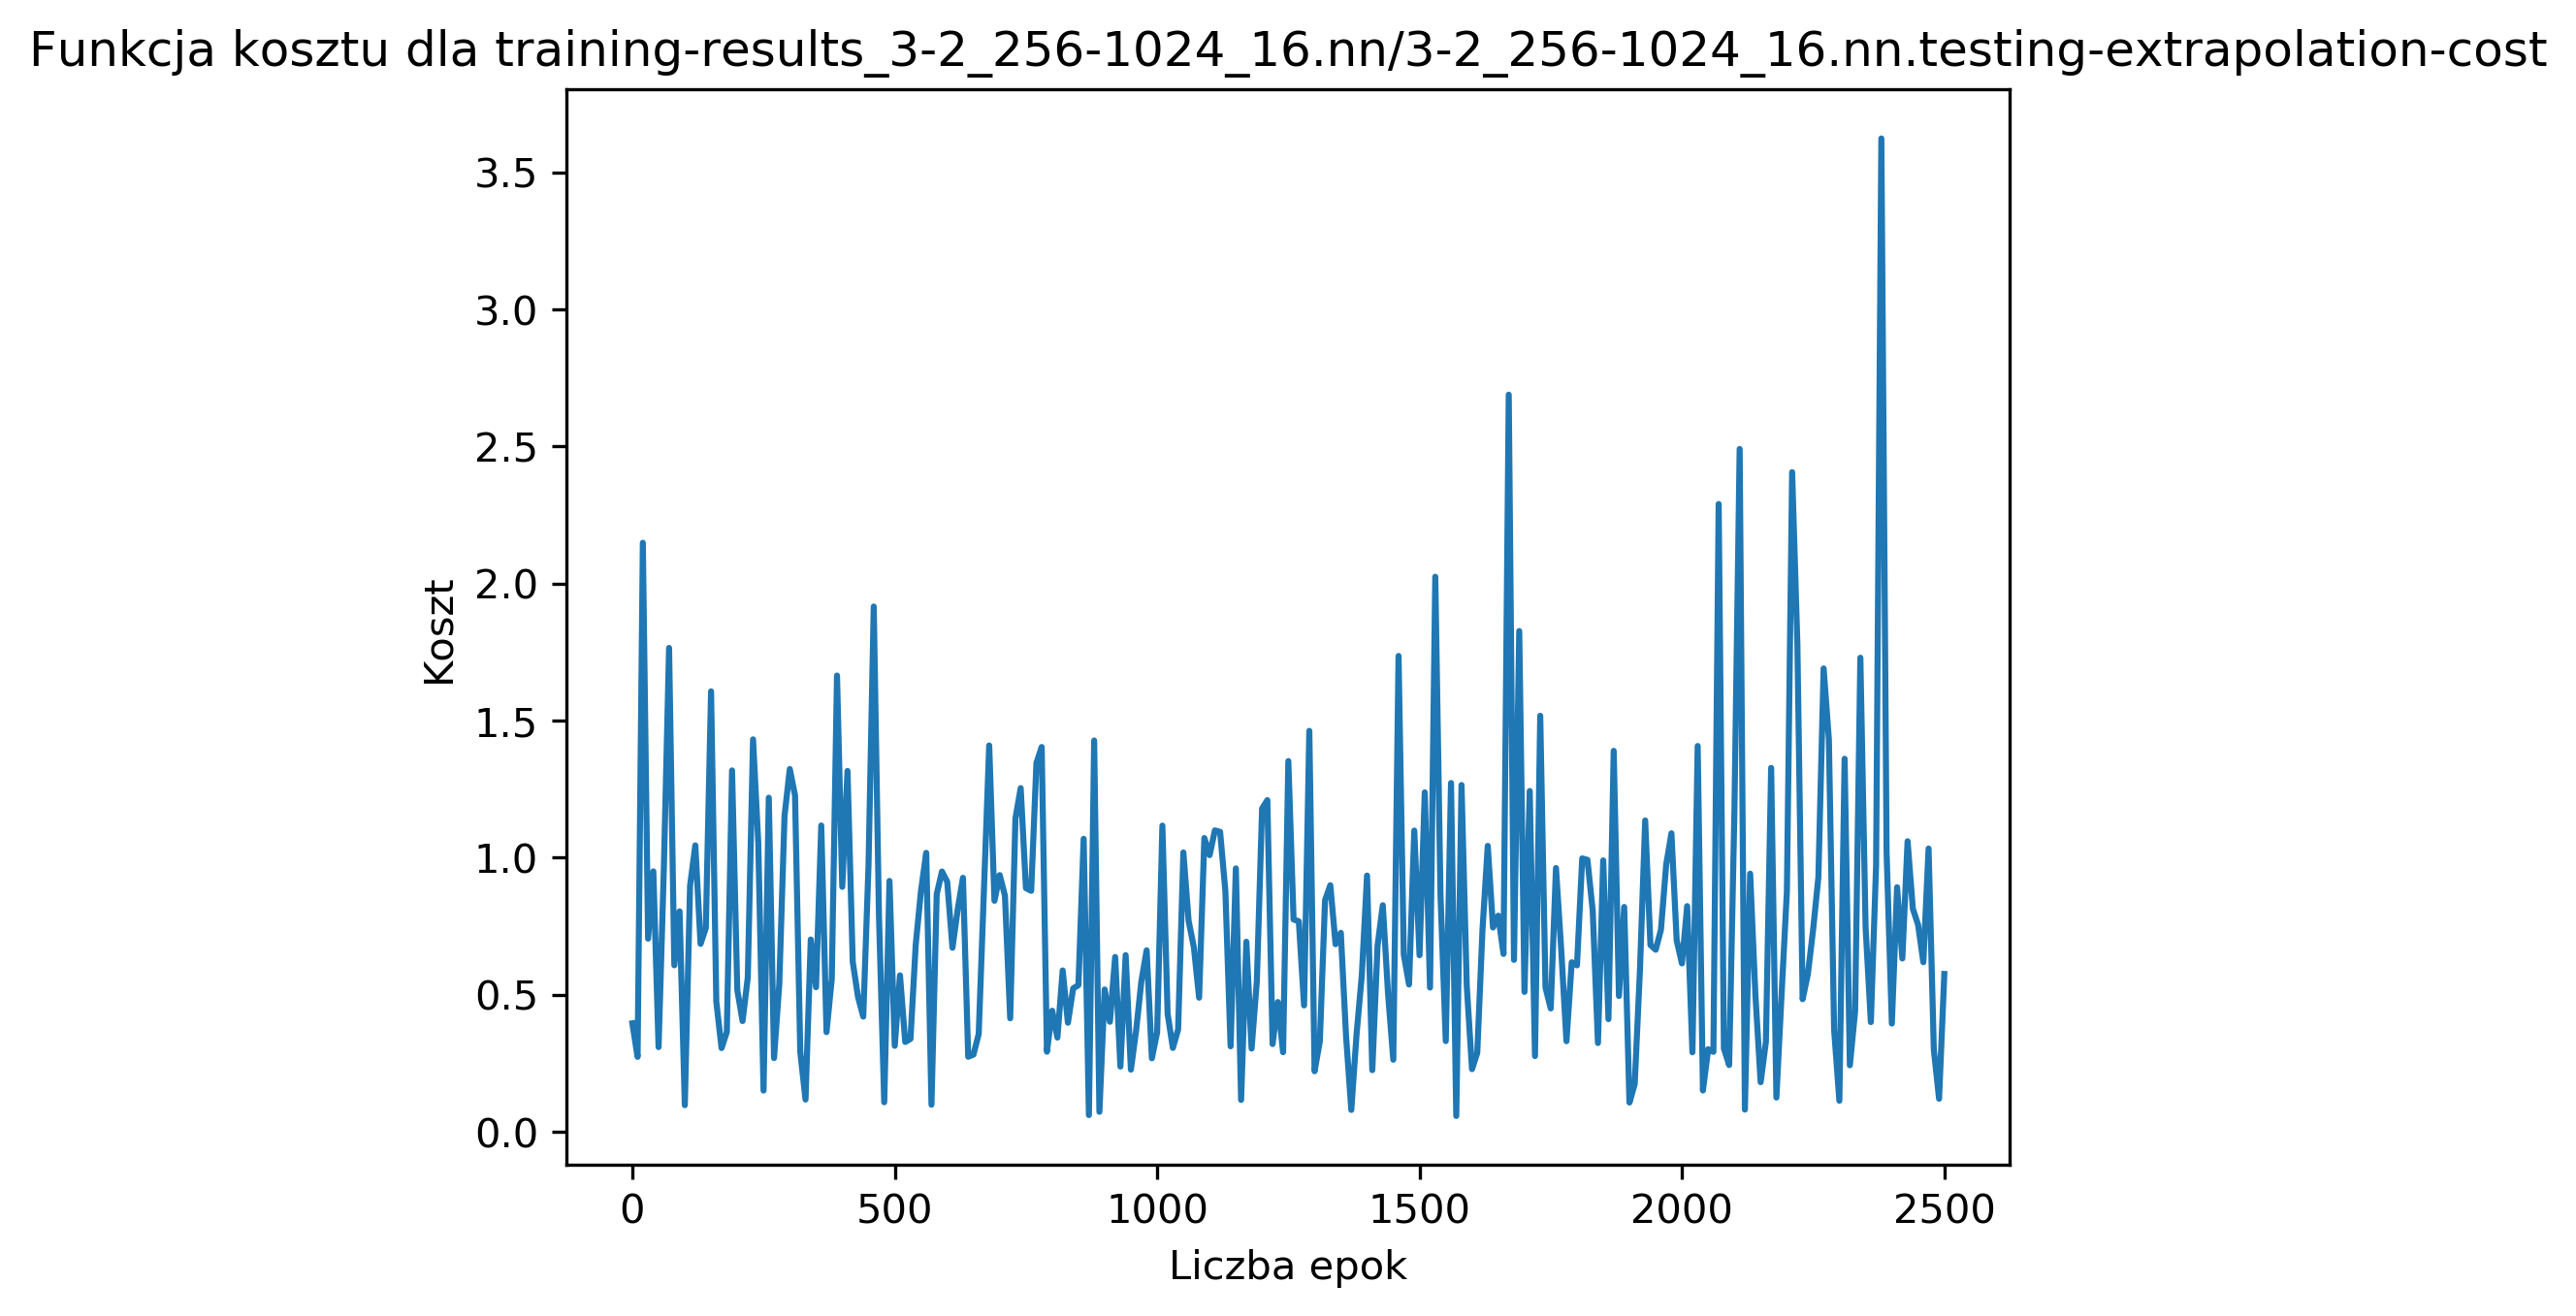 Funkcja kosztu dla training-results_3-2_256-1024_16.nn/3-2_256-1024_16.nn.testing-extrapolation-cost
3.5
3.0
2.5
2.0
1.5
1.0
0.5
0.0
Koszt
0 500 1000 1500 2000 2500
Liczba epok